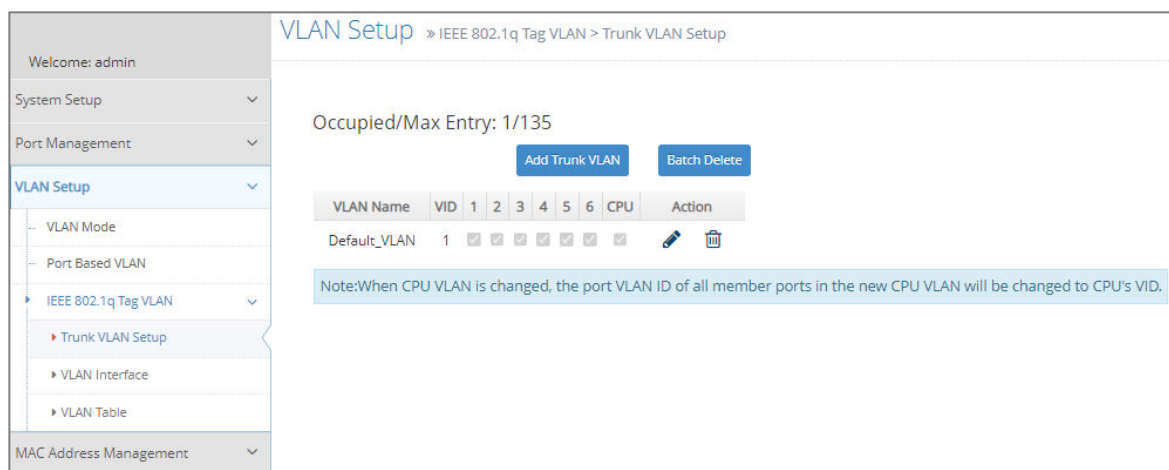 VLAN Setup » IEEE 802.1q Tag VLAN > Trunk VLAN Setup
Welcome: admin
System Setup
Port Management
VLAN Setup
VLAN Mode
Port Based VLAN
IEEE 802.1q Tag VLAN
Trunk VLAN Setup
VLAN Interface
VLAN Table
MAC Address Management
Occupied/Max Entry: 1/135
Add Trunk VLAN Batch Delete
VLAN Name VID 1 2 3 4 5 6 CPU Action
Default_VLAN 1
Note:When CPU VLAN is changed, the port VLAN ID of all member ports in the new CPU VLAN will be changed to CPU's VID.